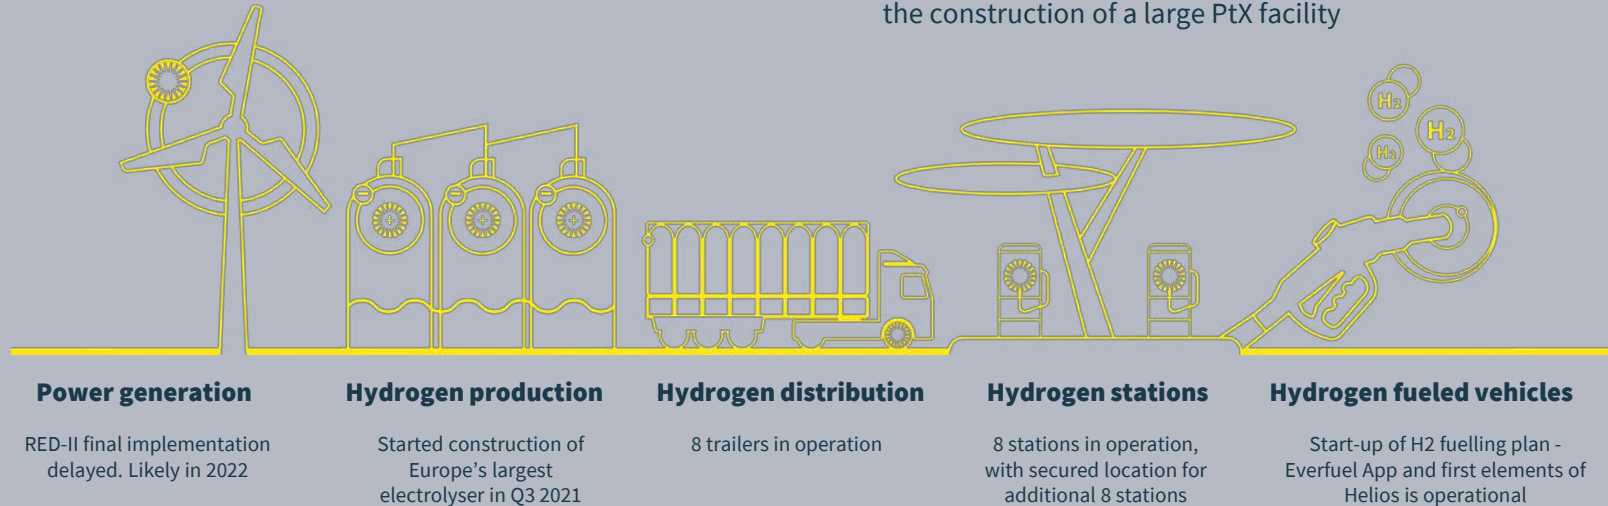 the construction of a large PtX facility
H2
H2
H2
Power generation
RED-II final implementation
delayed. Likely in 2022
Hydrogen production
Started construction of
Europe’s largest
electrolyser in Q3 2021
Hydrogen distribution
8 trailers in operation
Hydrogen stations
8 stations in operation,
with secured location for
additional 8 stations
Hydrogen fueled vehicles
Start-up of H2 fuelling plan -
Everfuel App and first elements of
Helios is operational